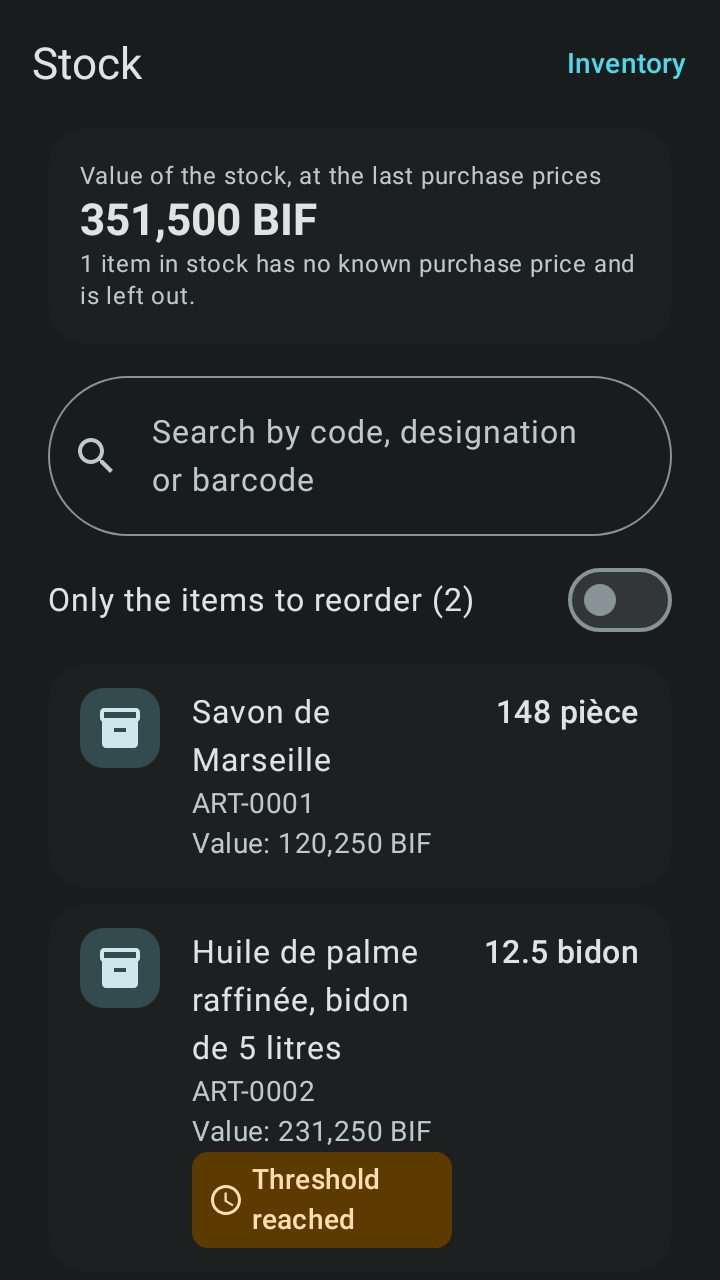 Stock
Inventory
Value of the stock, at the last purchase prices
351,500 BIF
1 item in stock has no known purchase price and
is left out.
Search by code, designation
or barcode
Only the items to reorder (2)
Savon de
Marseille
148 pièce
ART-0001
Value: 120,250 BIF
Huile de palme
raffinée, bidon
de 5 litres
12.5 bidon
ART-0002
Value: 231,250 BIF
Threshold
reached